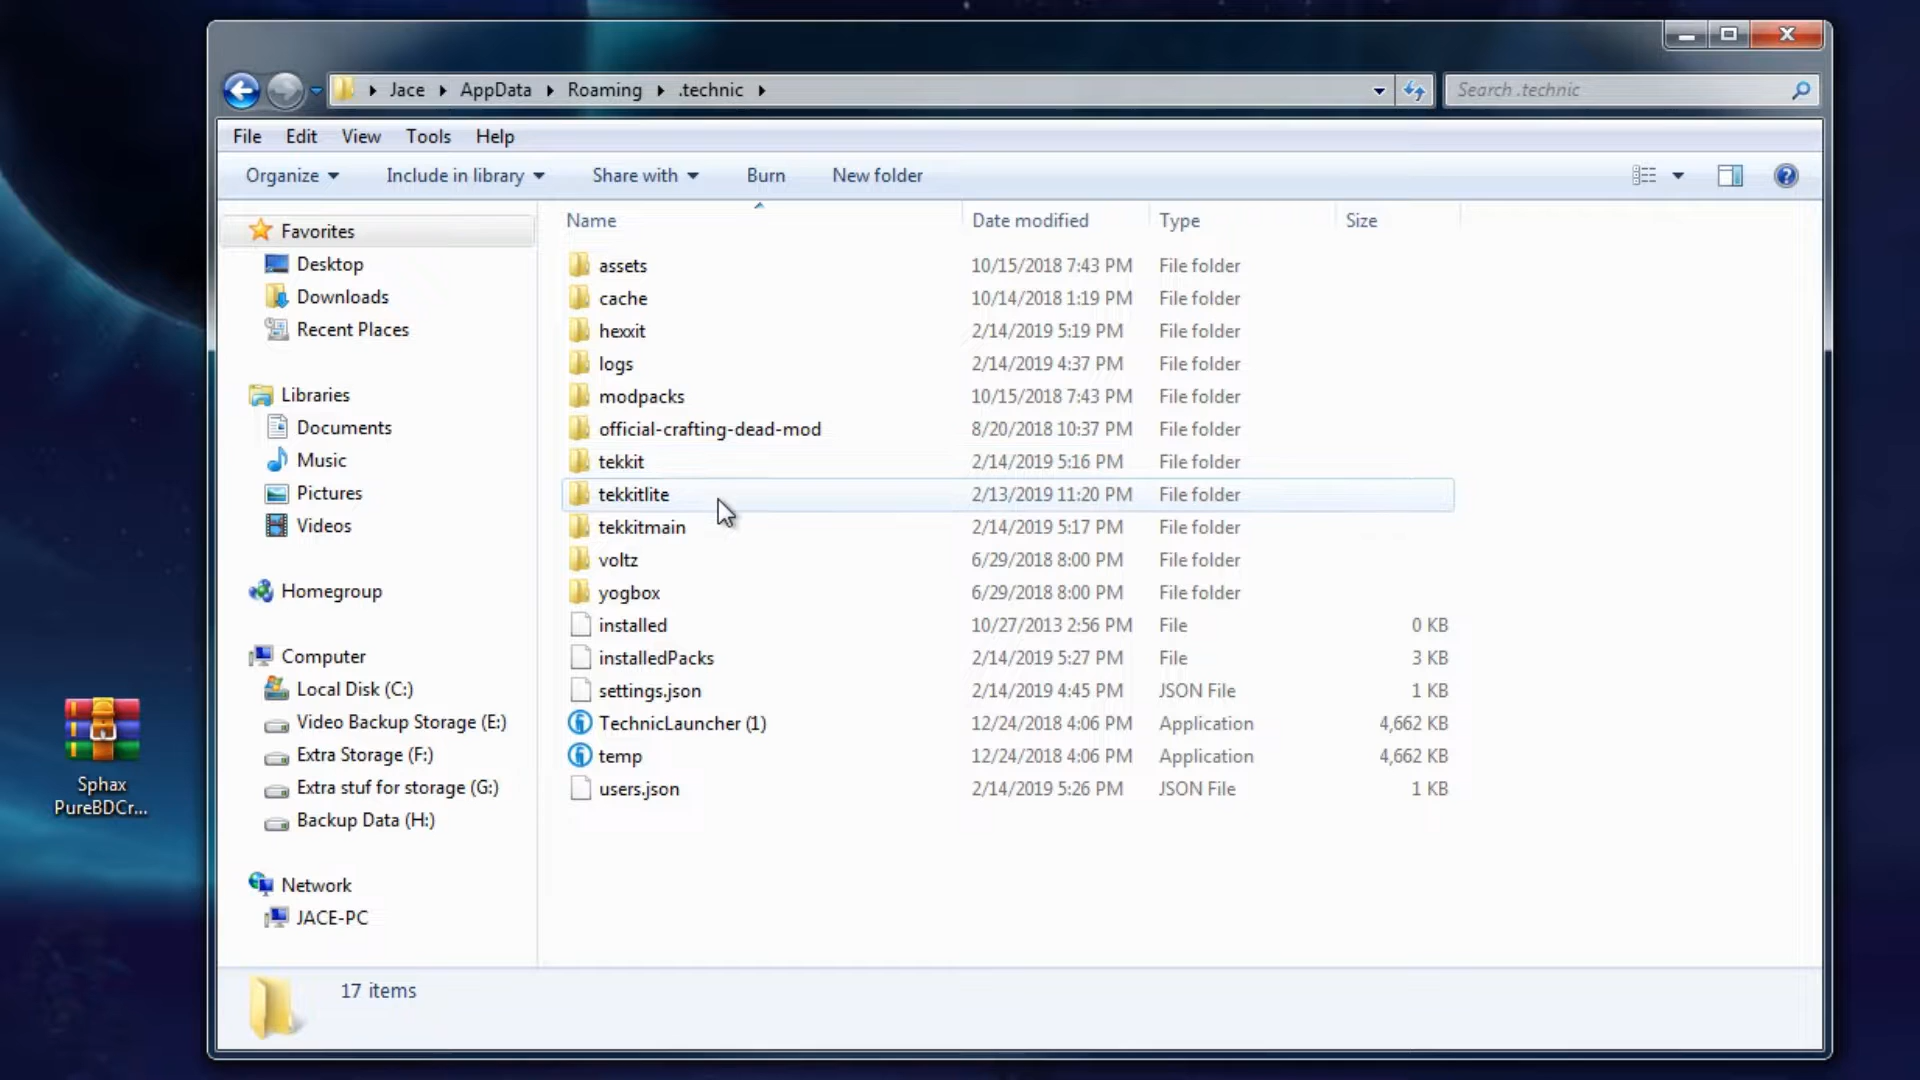 Jace AppData Roaming .technic
Search .technic
File Edit View Tools Help
Organize Include in library Share with Burn New folder
Name Date modified Type Size
Favorites
Desktop
Downloads
Recent Places
Libraries
Documents
Music
Pictures
Videos
Homegroup
Computer
Local Disk (C:)
Video Backup Storage (E:)
Extra Storage (F:)
Extra stuf for storage (G:)
Backup Data (H:)
Network
JACE-PC
assets 10/15/2018 7:43 PM File folder
cache 10/14/2018 1:19 PM File folder
hexxit 2/14/2019 5:19 PM File folder
logs 2/14/2019 4:37 PM File folder
modpacks 10/15/2018 7:43 PM File folder
official-crafting-dead-mod 8/20/2018 10:37 PM File folder
tekkit 2/14/2019 5:16 PM File folder
tekkitlite 2/13/2019 11:20 PM File folder
tekkitmain 2/14/2019 5:17 PM File folder
voltz 6/29/2018 8:00 PM File folder
yogbox 6/29/2018 8:00 PM File folder
installed 10/27/2013 2:56 PM File 0 KB
installedPacks 2/14/2019 5:27 PM File 3 KB
settings.json 2/14/2019 4:45 PM JSON File 1 KB
TechnicLauncher (1) 12/24/2018 4:06 PM Application 4,662 KB
temp 12/24/2018 4:06 PM Application 4,662 KB
users.json 2/14/2019 5:26 PM JSON File 1 KB
17 items
Sphax
PureBDCr...